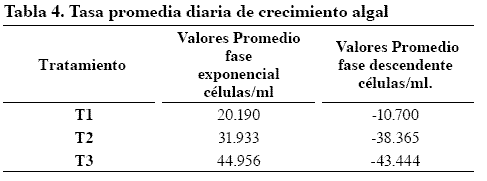 Tabla 4. Tasa promedia diaria de crecimiento algal
Tratamiento Valores Promedio fase exponencial células/ml Valores Promedio fase descendente células/ml.
T1 20.190 -10.700
T2 31.933 -38.365
T3 44.956 -43.444